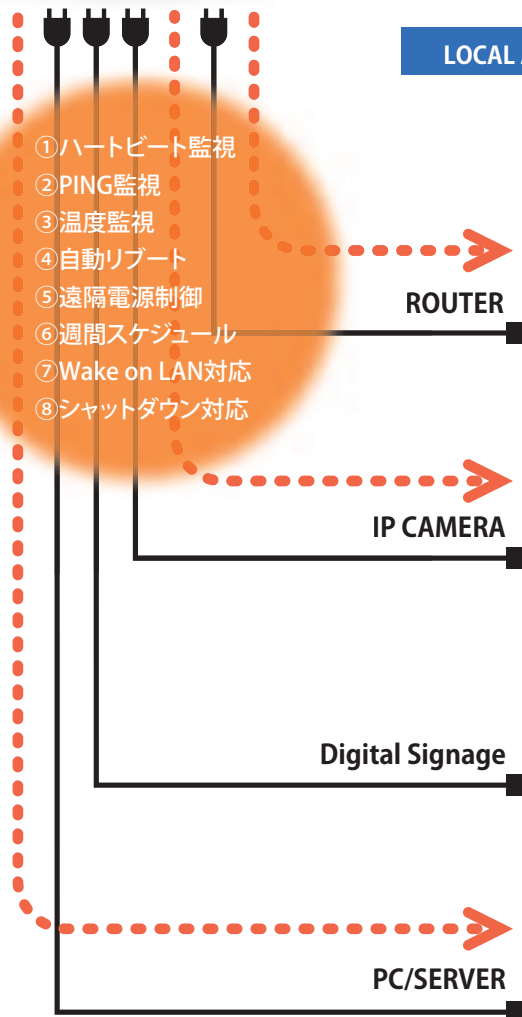 LOCAL
①ハートビート監視
②PING監視
③温度監視
④自動リブート
⑤遠隔電源制御
⑥週間スケジュール
⑦Wake on LAN対応
⑧シャットダウン対応
ROUTER
IP CAMERA
Digital Signage
PC/SERVER